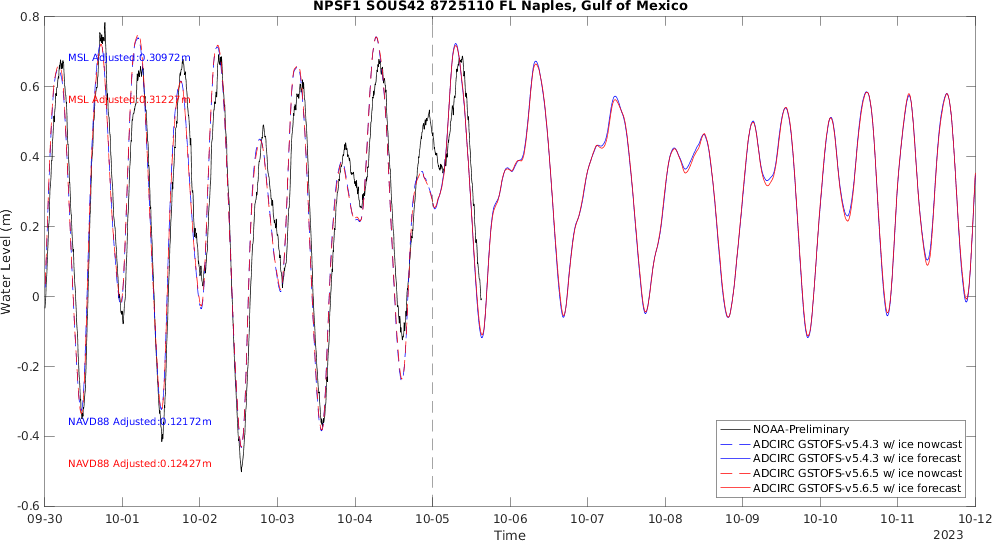 NPSF1 SOUS42 8725110 FL Naples, Gulf of Mexico
Water Level (m)
0.8
0.6
0.4
0.2
0
-0.2
-0.4
-0.6
MSL Adjusted:0.30972m
MSL Adjusted:0.31227m
NAVD88 Adjusted:0.12172m
NAVD88 Adjusted:0.12427m
NOAA-Preliminary
ADCIRC GSTOFS-v5.4.3 w/ ice nowcast
ADCIRC GSTOFS-v5.4.3 w/ ice forecast
ADCIRC GSTOFS-v5.6.5 w/ ice nowcast
ADCIRC GSTOFS-v5.6.5 w/ ice forecast
09-30 10-01 10-02 10-03 10-04 10-05 10-06 10-07 10-08 10-09 10-10 10-11 10-12
Time
2023